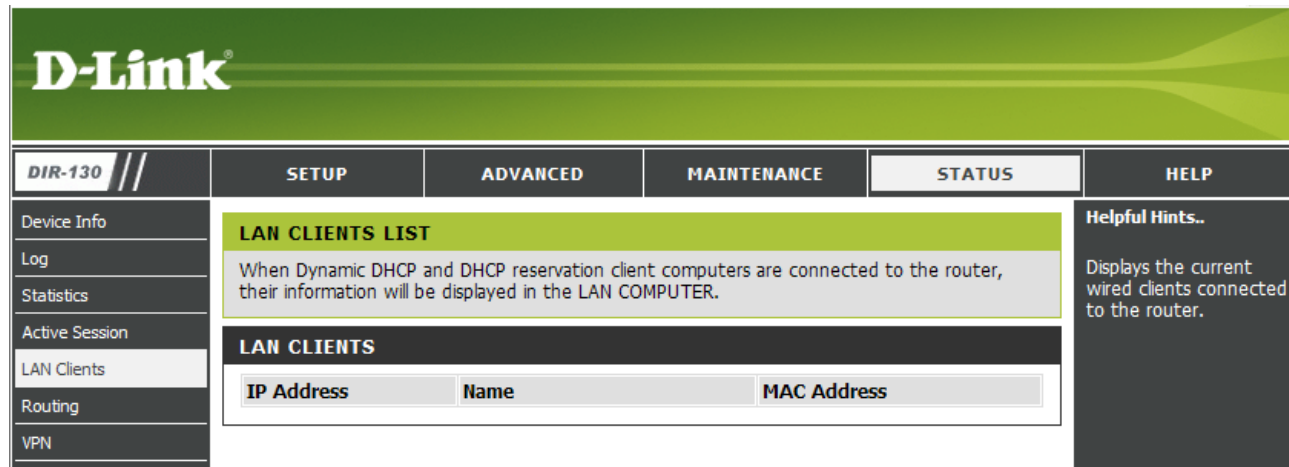 D-Link®
DIR-130
SETUP
ADVANCED
MAINTENANCE
STATUS
HELP
Device Info
Log
Statistics
Active Session
LAN Clients
Routing
VPN
LAN CLIENTS LIST
When Dynamic DHCP and DHCP reservation client computers are connected to the router,
their information will be displayed in the LAN COMPUTER.
LAN CLIENTS
IP Address
Name
MAC Address
Helpful Hints..
Displays the current
wired clients connected
to the router.